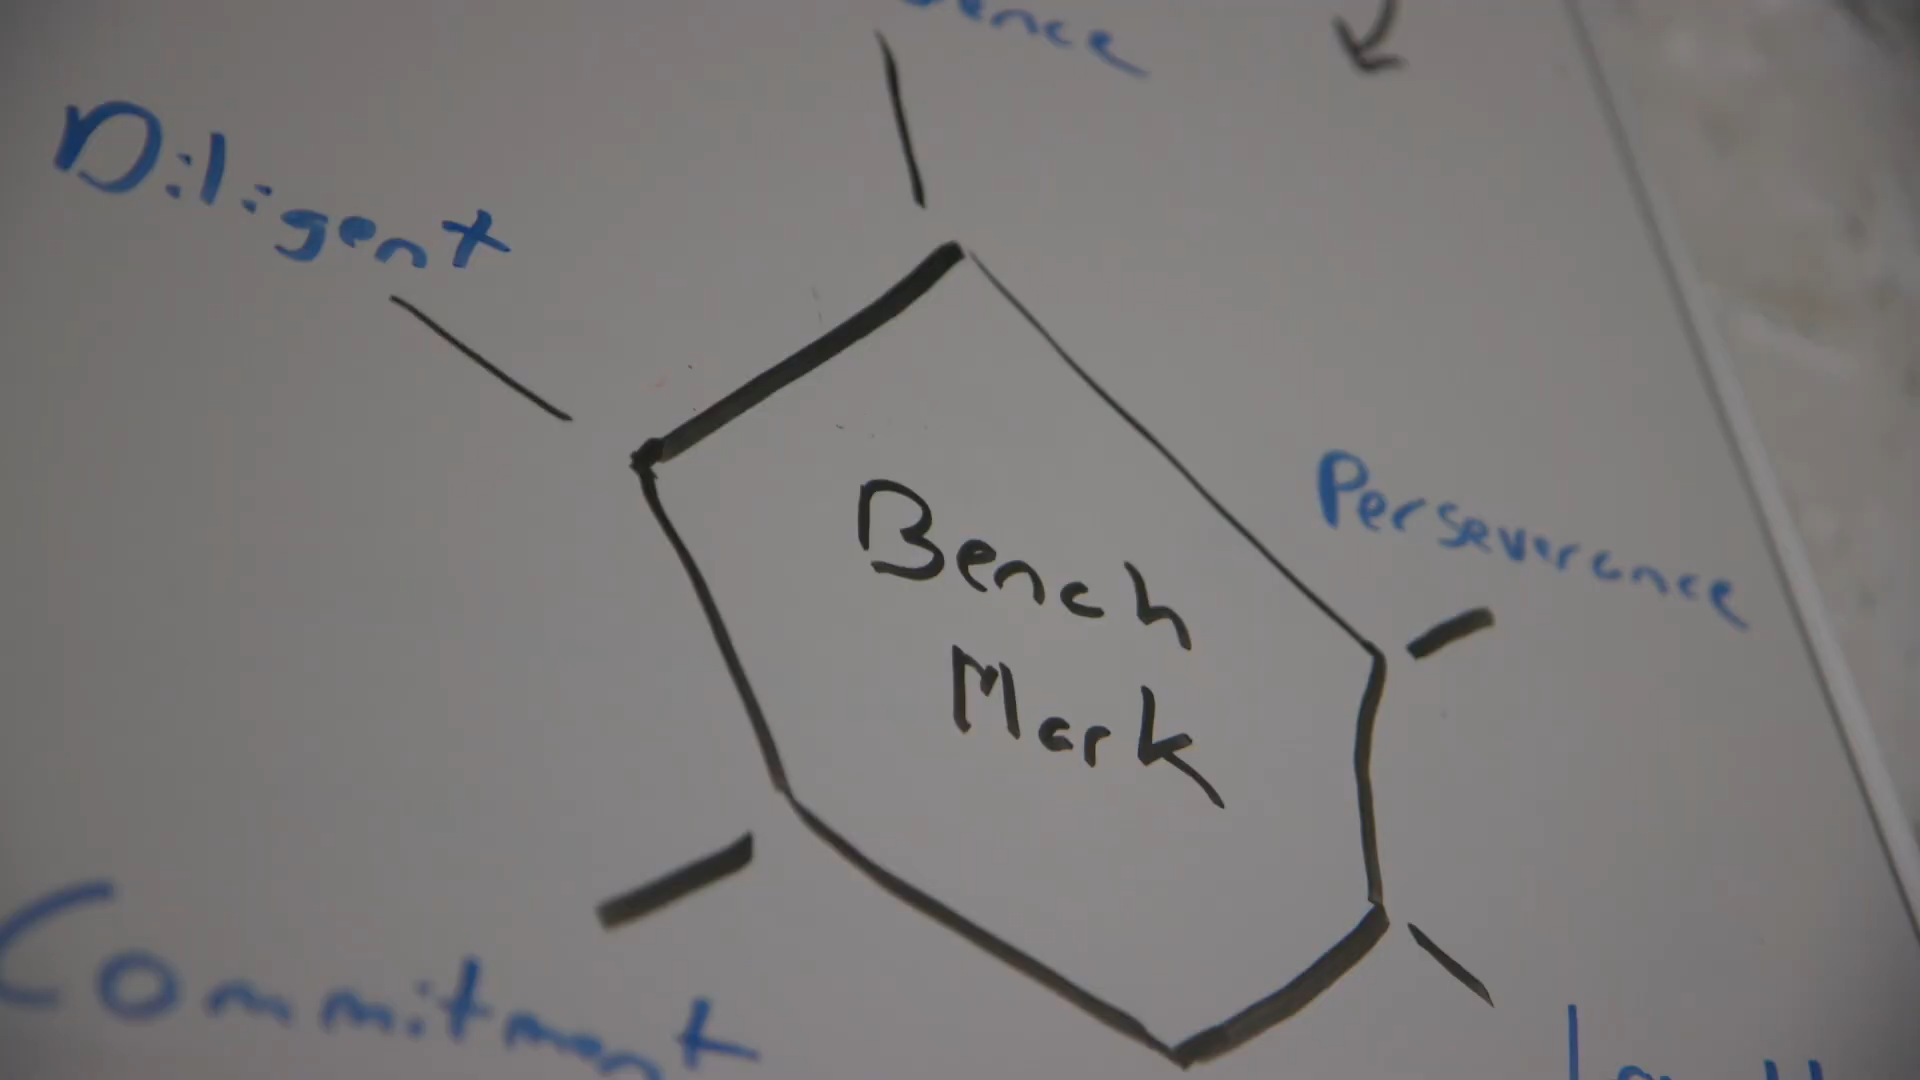 Diligent
Perseverance
Bench
Mark
Commitment